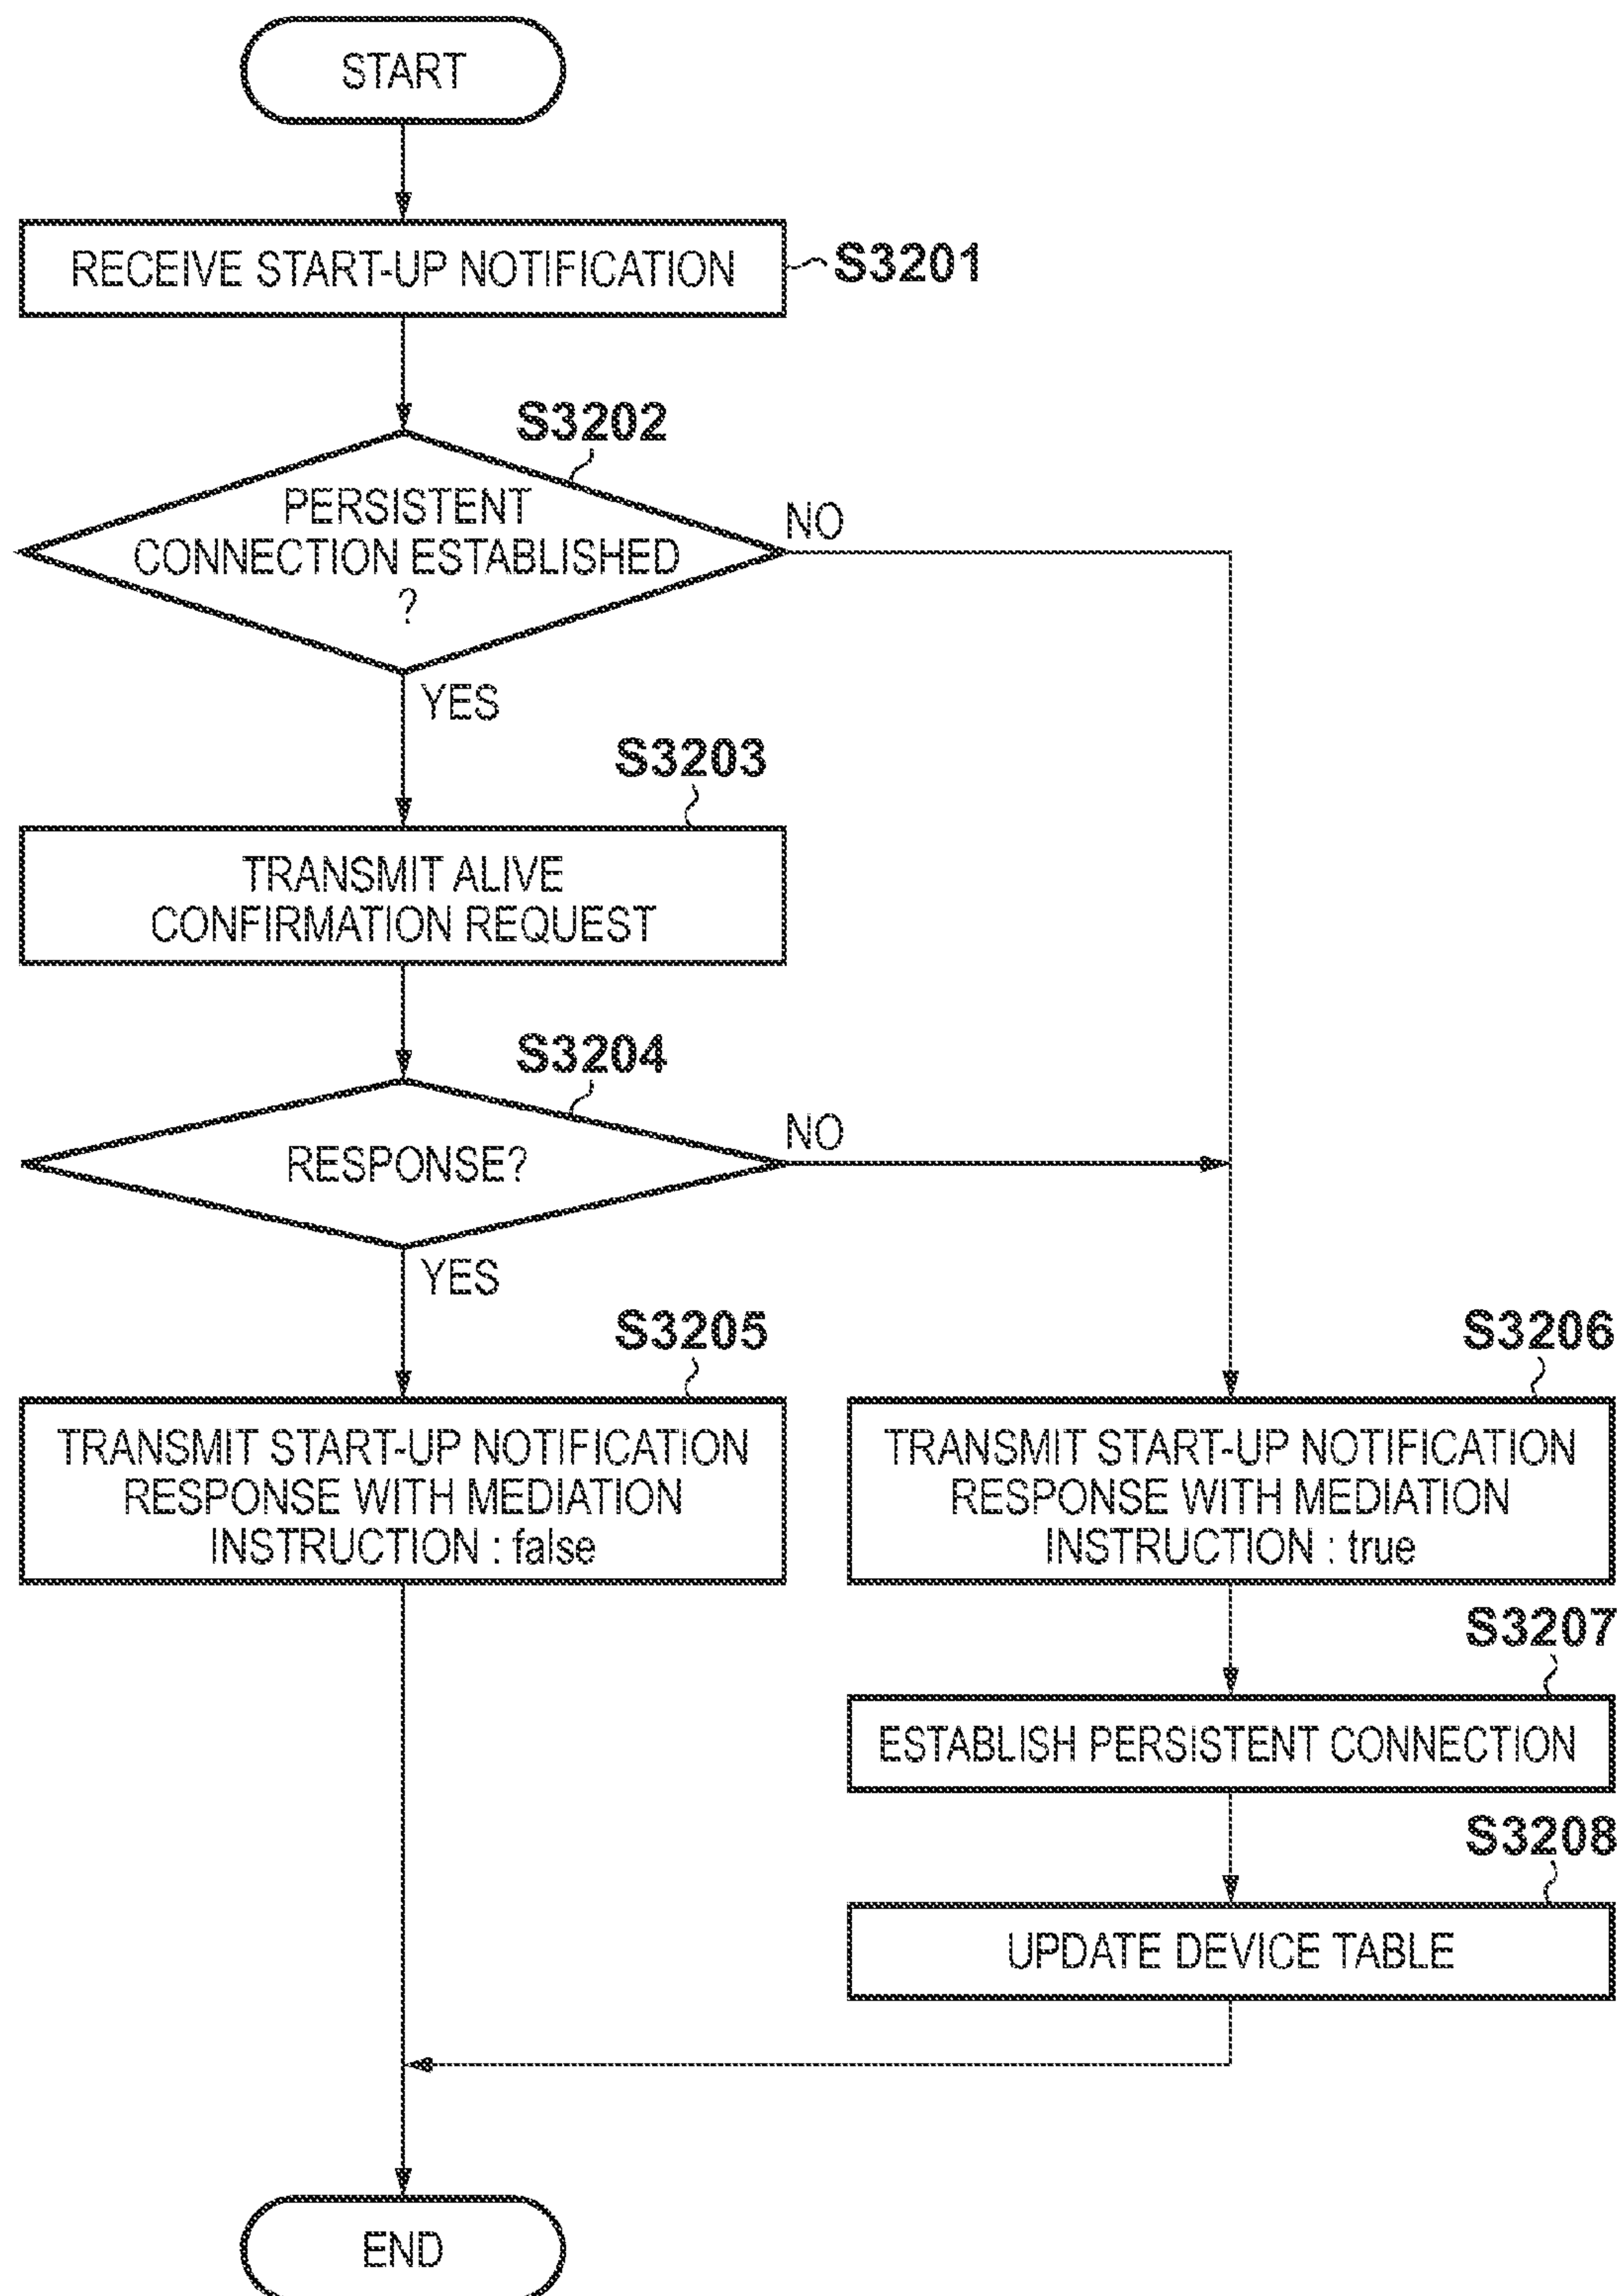 START
RECEIVE START-UP NOTIFICATION
S3201
S3202
PERSISTENT
CONNECTION ESTABLISHED
?
NO
YES
S3203
TRANSMIT ALIVE
CONFIRMATION REQUEST
S3204
RESPONSE?
NO
YES
S3205
TRANSMIT START-UP NOTIFICATION
RESPONSE WITH MEDIATION
INSTRUCTION : false
S3206
TRANSMIT START-UP NOTIFICATION
RESPONSE WITH MEDIATION
INSTRUCTION : true
S3207
ESTABLISH PERSISTENT CONNECTION
S3208
UPDATE DEVICE TABLE
END